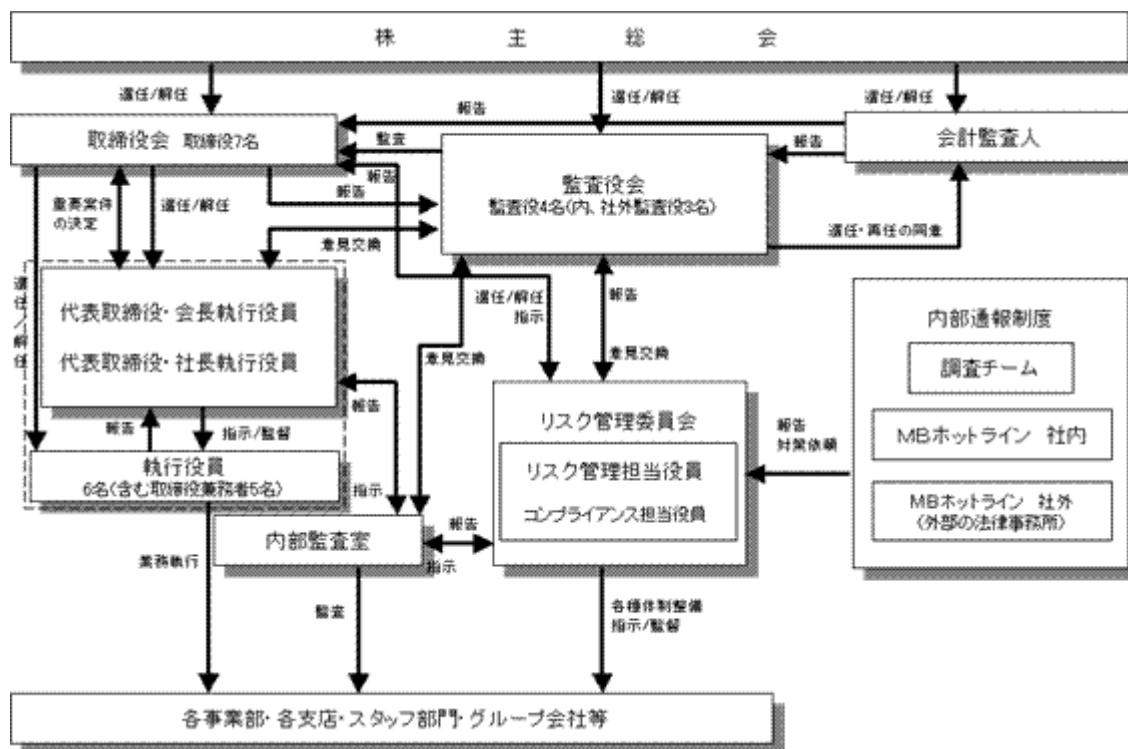 株主総会
選任/解任
選任/解任
選任/解任
報告
取締役会 取締役7名
監査
会計監査人
報告
報告
監査役会
監査役4名(内、社外監査役3名)
重要案件
の決定
選任/解任
報告
選任・再任の同意
意見交換
選任/解任
代表取締役・会長執行役員
代表取締役・社長執行役員
選任/解任
指示
報告
意見交換
意見交換
内部通報制度
調査チーム
MBホットライン 社内
MBホットライン 社外
(外部の法律事務所)
報告
報告
指示/監督
執行役員
6名(含む取締役兼務者5名)
指示
リスク管理委員会
リスク管理担当役員
コンプライアンス担当役員
報告
対策依頼
内部監査室
報告
指示
業務執行
監査
各種体制整備
指示/監督
各事業部・各支店・スタッフ部門・グループ会社等